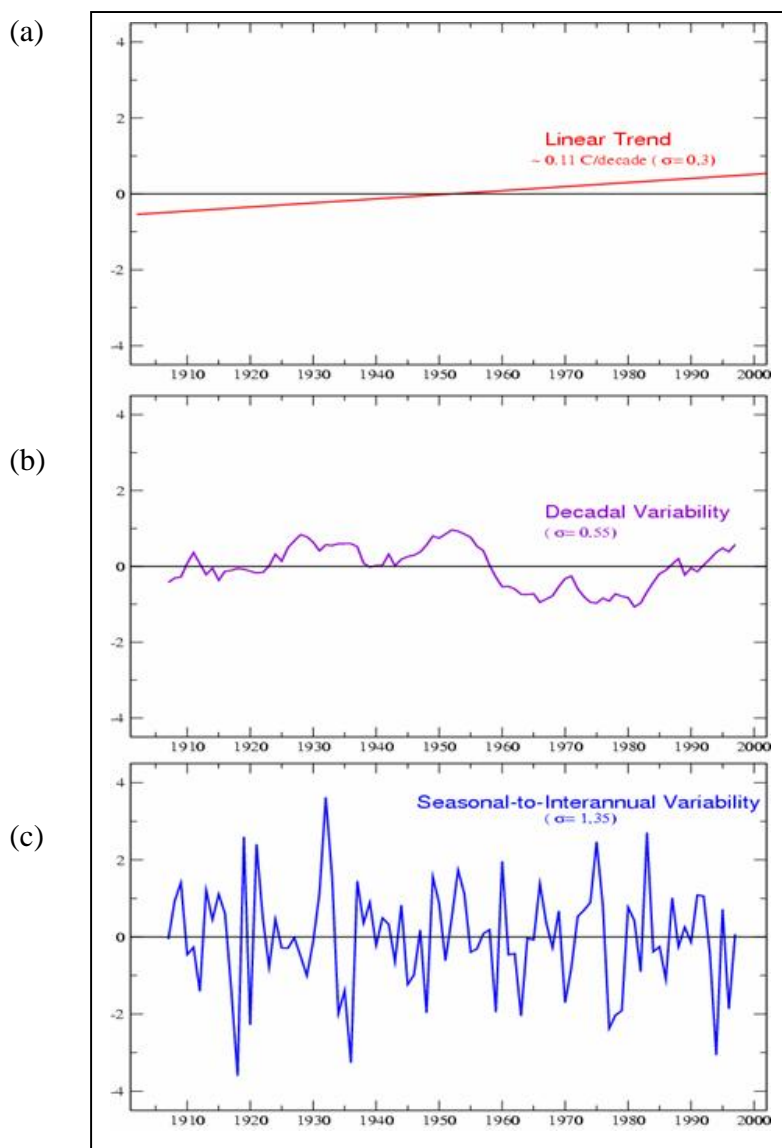 (a)
4
2
0
-2
-4
Linear Trend
~ 0.11 C/decade ( σ= 0.3)
1910 1920 1930 1940 1950 1960 1970 1980 1990 2000
(b)
4
2
0
-2
-4
Decadal Variability
( σ= 0.55)
1910 1920 1930 1940 1950 1960 1970 1980 1990 2000
(c)
4
2
0
-2
-4
Seasonal-to-Interannual Variability
( σ= 1.35)
1910 1920 1930 1940 1950 1960 1970 1980 1990 2000